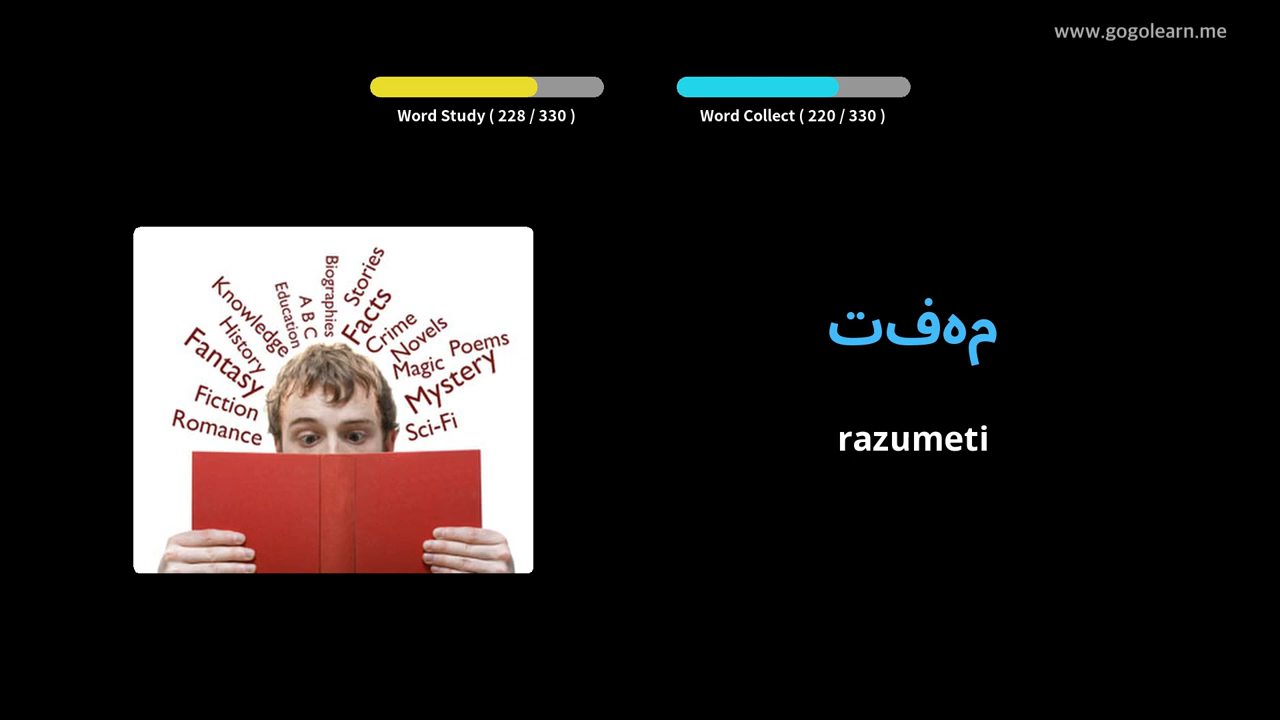 www.gogolearn.me
Word Study ( 228 / 330 )
Word Collect ( 220 / 330 )
Knowledge
History
Fantasy
Fiction
Romance
Education
A B C
Biographies
Stories
Facts
Crime
Novels
Magic
Poems
Mystery
Sci-Fi
مهفت
razumeti